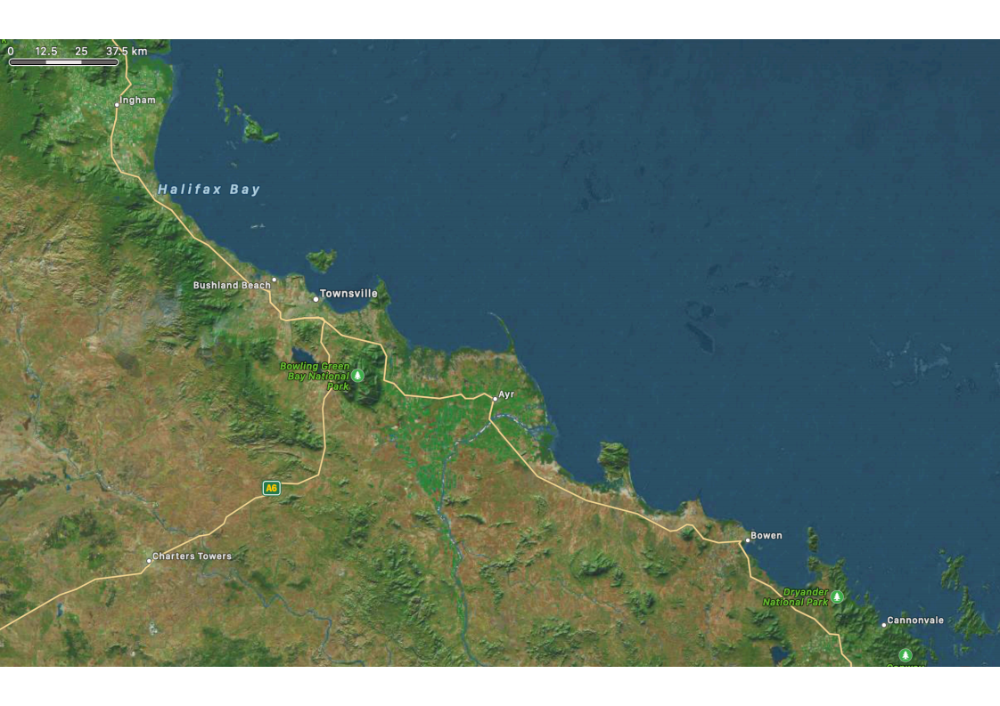 0 12.5 25 37.5 km
Ingham
Halifax Bay
Bushland Beach
Townsville
Bowling Green
Bay National
Park
Ayr
A6
Bowen
Charters Towers
Dryander
National Park
Cannonvale